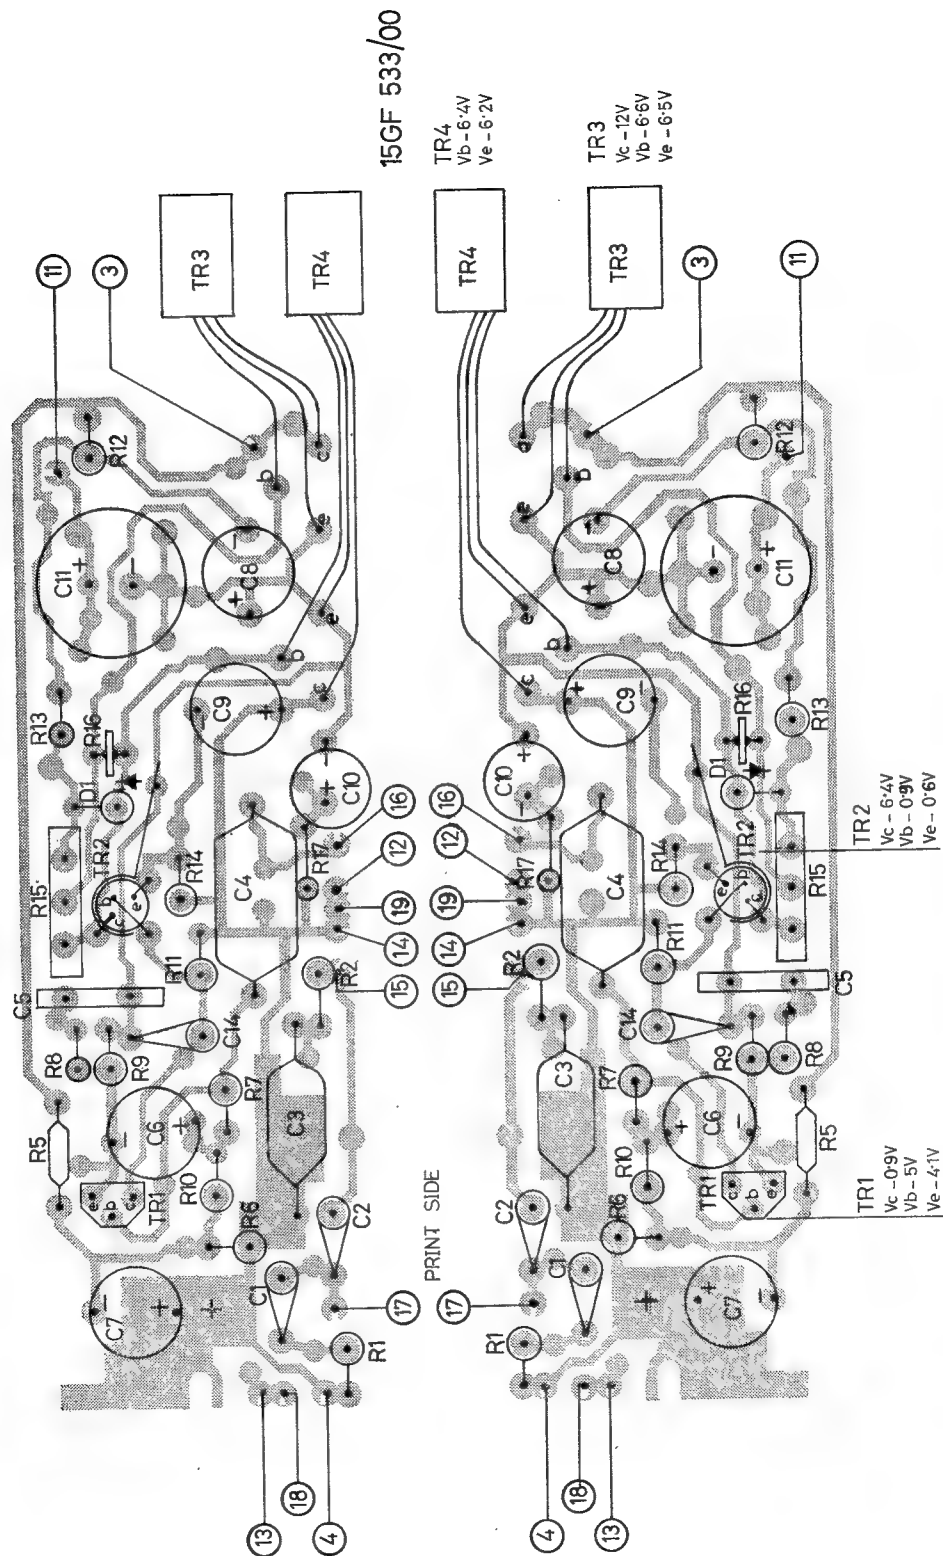 15GF 533/00
TR4
Vb-6·4V
Ve-6·2V
TR3
Vc-12V
Vb-6·6V
Ve-6·5V
TR3
TR4
TR4
TR3
11
3
3
11
R12
c
b
e
C11
+
-
C8
+
-
e
b
c
R13
R16
D1
C9
-
+
C10
-
+
R15
TR2
b
c
e
R14
C4
R17
16
12
19
14
15
R11
R2
C5
R8
R9
C14
R7
C3
R5
C6
-
+
TR1
e
b
c
R10
R6
C2
C1
C7
-
+
+
17
R1
13
18
4
PRINT SIDE
R12
b
e
C8
+
-
C11
-
+
e
b
c
C9
+
-
R16
R13
D1
C10
+
-
16
12
19
14
15
R17
C4
R14
TR2
e
b
c
R15
R11
R2
C5
C14
R9
R8
C3
R7
C6
+
-
R5
R10
TR1
c
b
e
R6
C2
C1
C7
+
-
+
17
R1
4
18
13
TR2
Vc-6·4V
Vb-0·9V
Ve-0·6V
TR1
Vc-0·9V
Vb-5V
Ve-4·1V